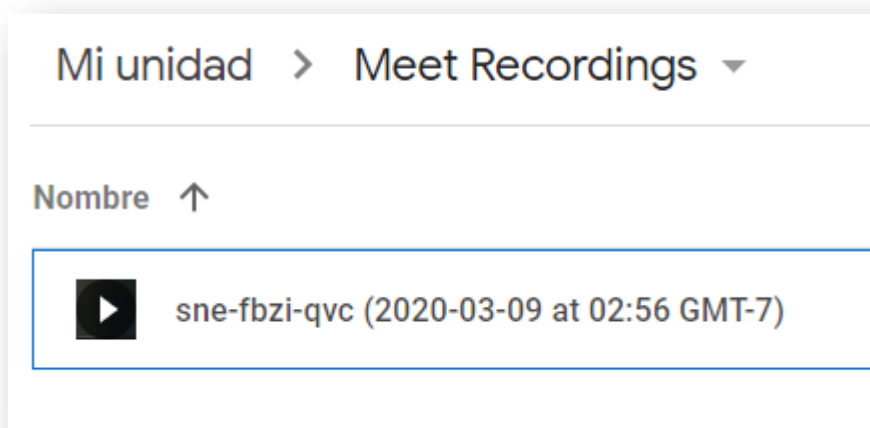 Mi unidad > Meet Recordings
Nombre
sne-fbzi-qvc (2020-03-09 at 02:56 GMT-7)